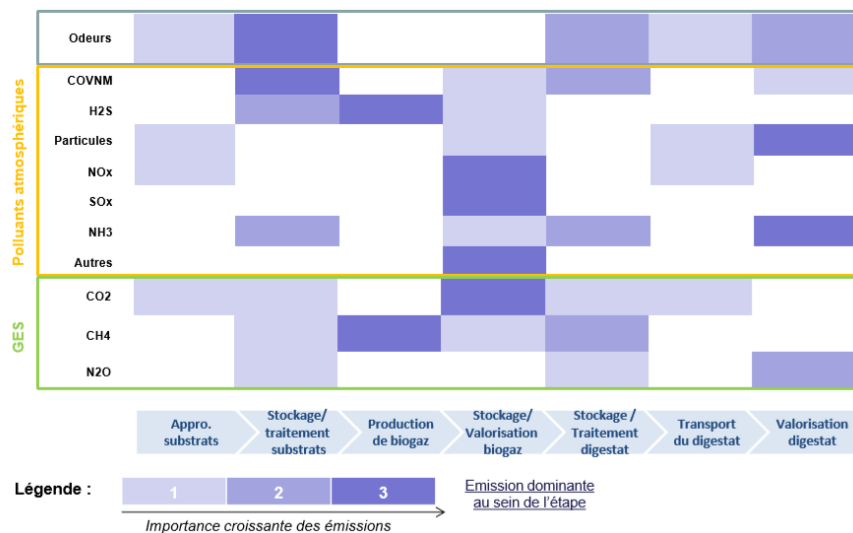 Odeurs
Polluants atmosphériques
COVNM
H2S
Particules
NOx
SOx
NH3
Autres
GES
CO2
CH4
N2O
Appro.
substrats
Stockage/
traitement
substrats
Production
de biogaz
Stockage/
Valorisation
biogaz
Stockage /
Traitement
digestat
Transport
du digestat
Valorisation
digestat
Légende :
1
2
3
Emission dominante
au sein de l'étape
Importance croissante des émissions